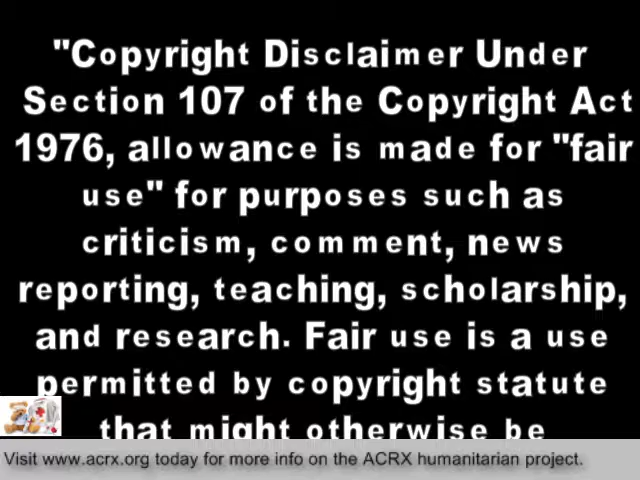 "Copyright Disclaimer Under
Section 107 of the Copyright Act
1976, allowance is made for "fair
use" for purposes such as
criticism, comment, news
reporting, teaching, scholarship,
and research. Fair use is a use
permitted by copyright statute
that might otherwise be
Visit www.acrx.org today for more info on the ACRX humanitarian project.